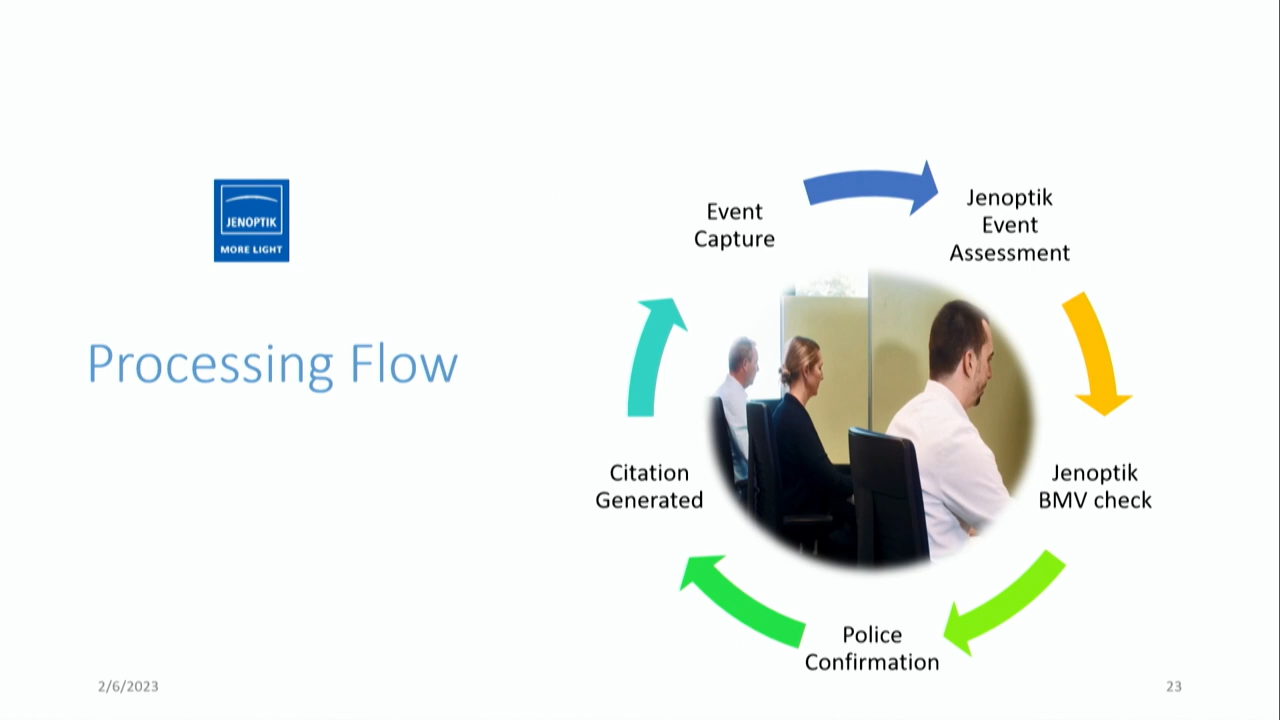 JENOPTIK
MORE LIGHT
Processing Flow
Event
Capture
Jenoptik
Event
Assessment
Jenoptik
BMV check
Police
Confirmation
Citation
Generated
2/6/2023
23